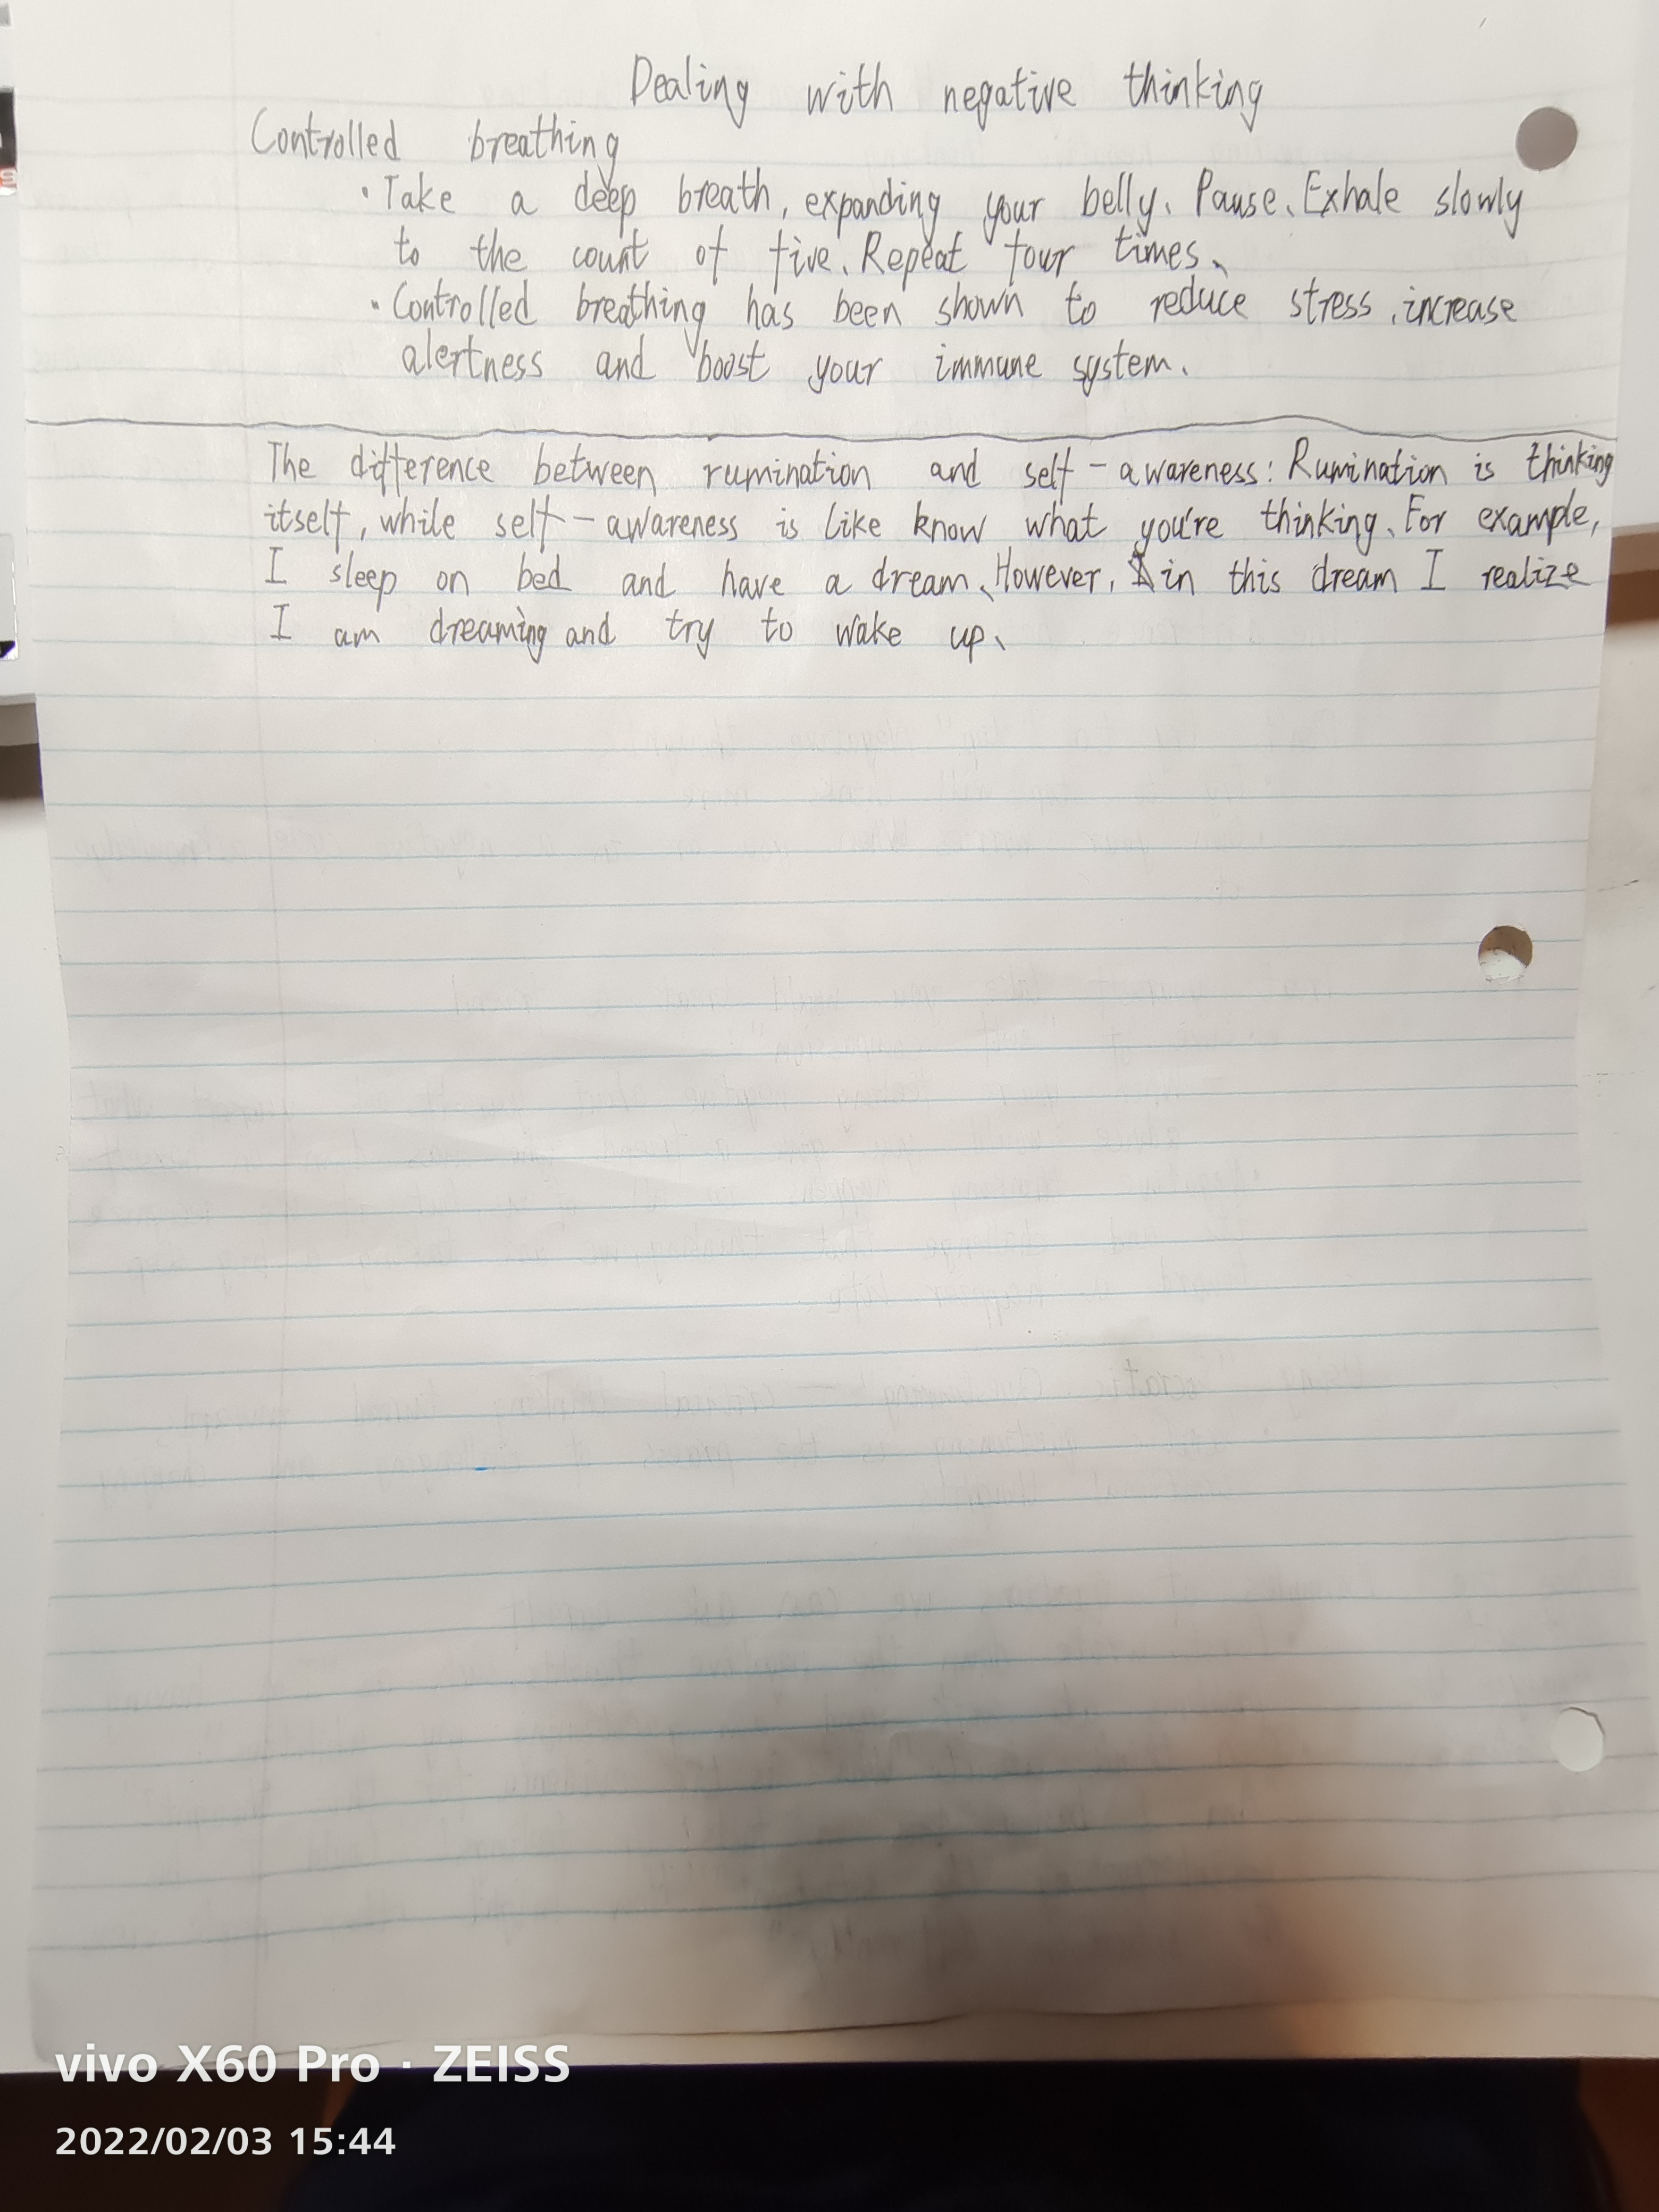 Dealing with negative thinking
Controlled breathing
· Take a deep breath, expanding your belly. Pause. Exhale slowly
to the count of five. Repeat four times.
· Controlled breathing has been shown to reduce stress, increase
alertness and boost your immune system.
The difference between rumination and self-awareness: Rumination is thinking
itself, while self-awareness is like know what you're thinking. For example,
I sleep on bed and have a dream. However, in this dream I realize
I am dreaming and try to wake up.
vivo X60 Pro · ZEISS
2022/02/03 15:44